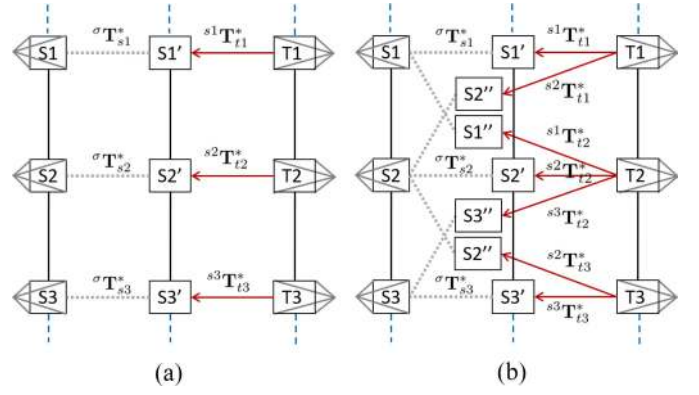 σT*s1 s1T*t1 σT*s1 s1T*t1
S1 S1′ T1 S1 S1′ T1
S2′′ s2T*t1
S1′′ s1T*t2
σT*s2 s2T*t2 σT*s2 s2T*t2
S2 S2′ T2 S2 S2′ T2
S3′′ s3T*t2
S2′′ s2T*t3
σT*s3 s3T*t3 σT*s3
S3 S3′ T3 S3 S3′ T3
s3T*t3
(a) (b)